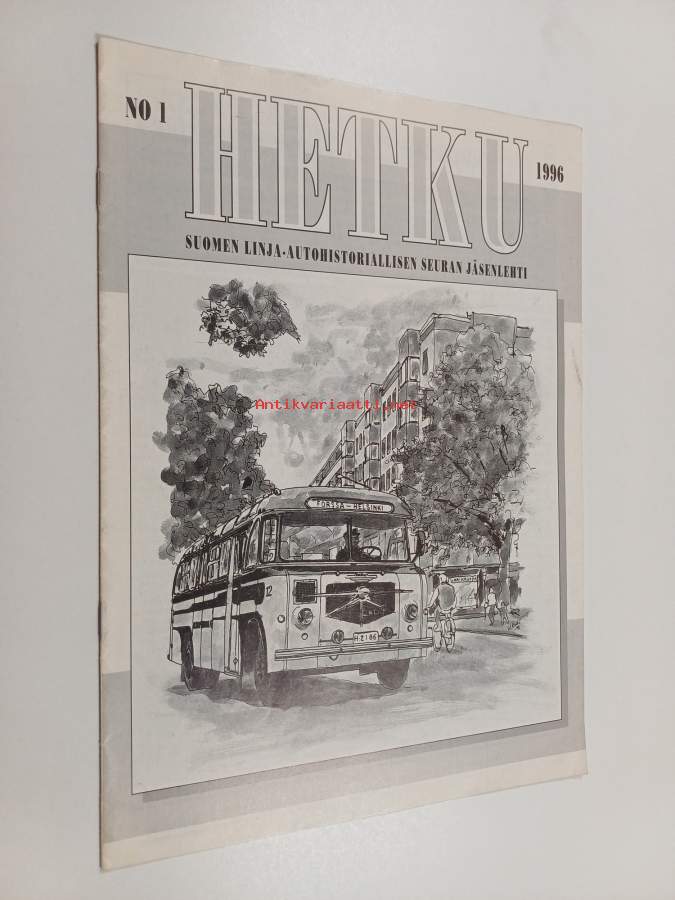 NO 1
HETKU
1996
SUOMEN LINJA-AUTOHISTORIALLISEN SEURAN JÄSENLEHTI
Antikvariaatti.net
FORSSA - HELSINKI
12